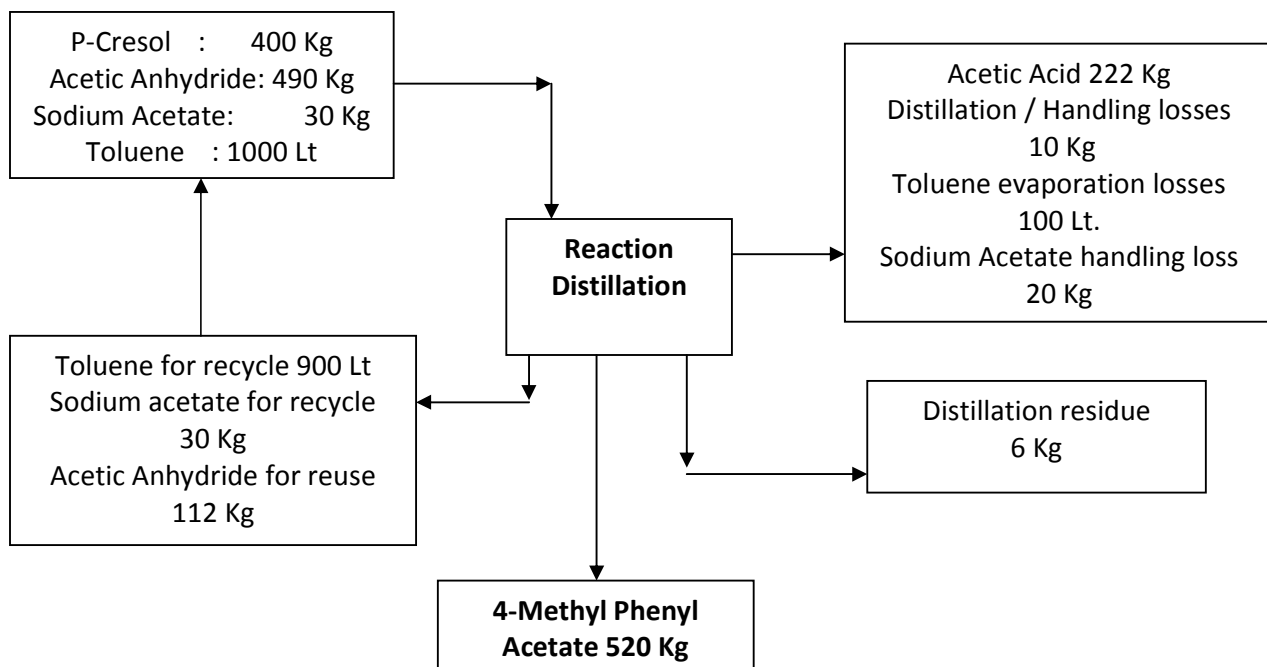 P-Cresol : 400 Kg
Acetic Anhydride: 490 Kg
Sodium Acetate: 30 Kg
Toluene : 1000 Lt
Acetic Acid 222 Kg
Distillation / Handling losses
10 Kg
Toluene evaporation losses
100 Lt.
Sodium Acetate handling loss
20 Kg
Reaction
Distillation
Toluene for recycle 900 Lt
Sodium acetate for recycle
30 Kg
Acetic Anhydride for reuse
112 Kg
Distillation residue
6 Kg
4-Methyl Phenyl
Acetate 520 Kg